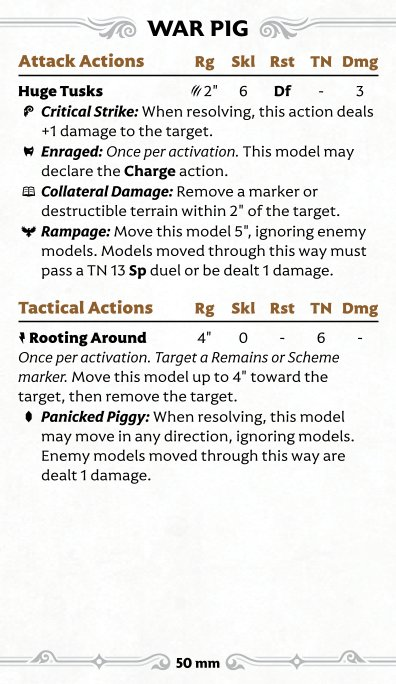 WAR PIG
Attack Actions Rg Skl Rst TN Dmg
Huge Tusks 2" 6 Df - 3
Critical Strike: When resolving, this action deals
+1 damage to the target.
Enraged: Once per activation. This model may
declare the Charge action.
Collateral Damage: Remove a marker or
destructible terrain within 2" of the target.
Rampage: Move this model 5", ignoring enemy
models. Models moved through this way must
pass a TN 13 Sp duel or be dealt 1 damage.
Tactical Actions Rg Skl Rst TN Dmg
Rooting Around 4" 0 - 6 -
Once per activation. Target a Remains or Scheme
marker. Move this model up to 4" toward the
target, then remove the target.
Panicked Piggy: When resolving, this model
may move in any direction, ignoring models.
Enemy models moved through this way are
dealt 1 damage.
50 mm